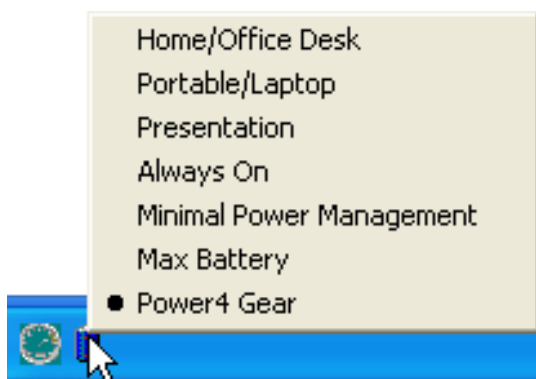 Home/Office Desk
Portable/Laptop
Presentation
Always On
Minimal Power Management
Max Battery
Power4 Gear